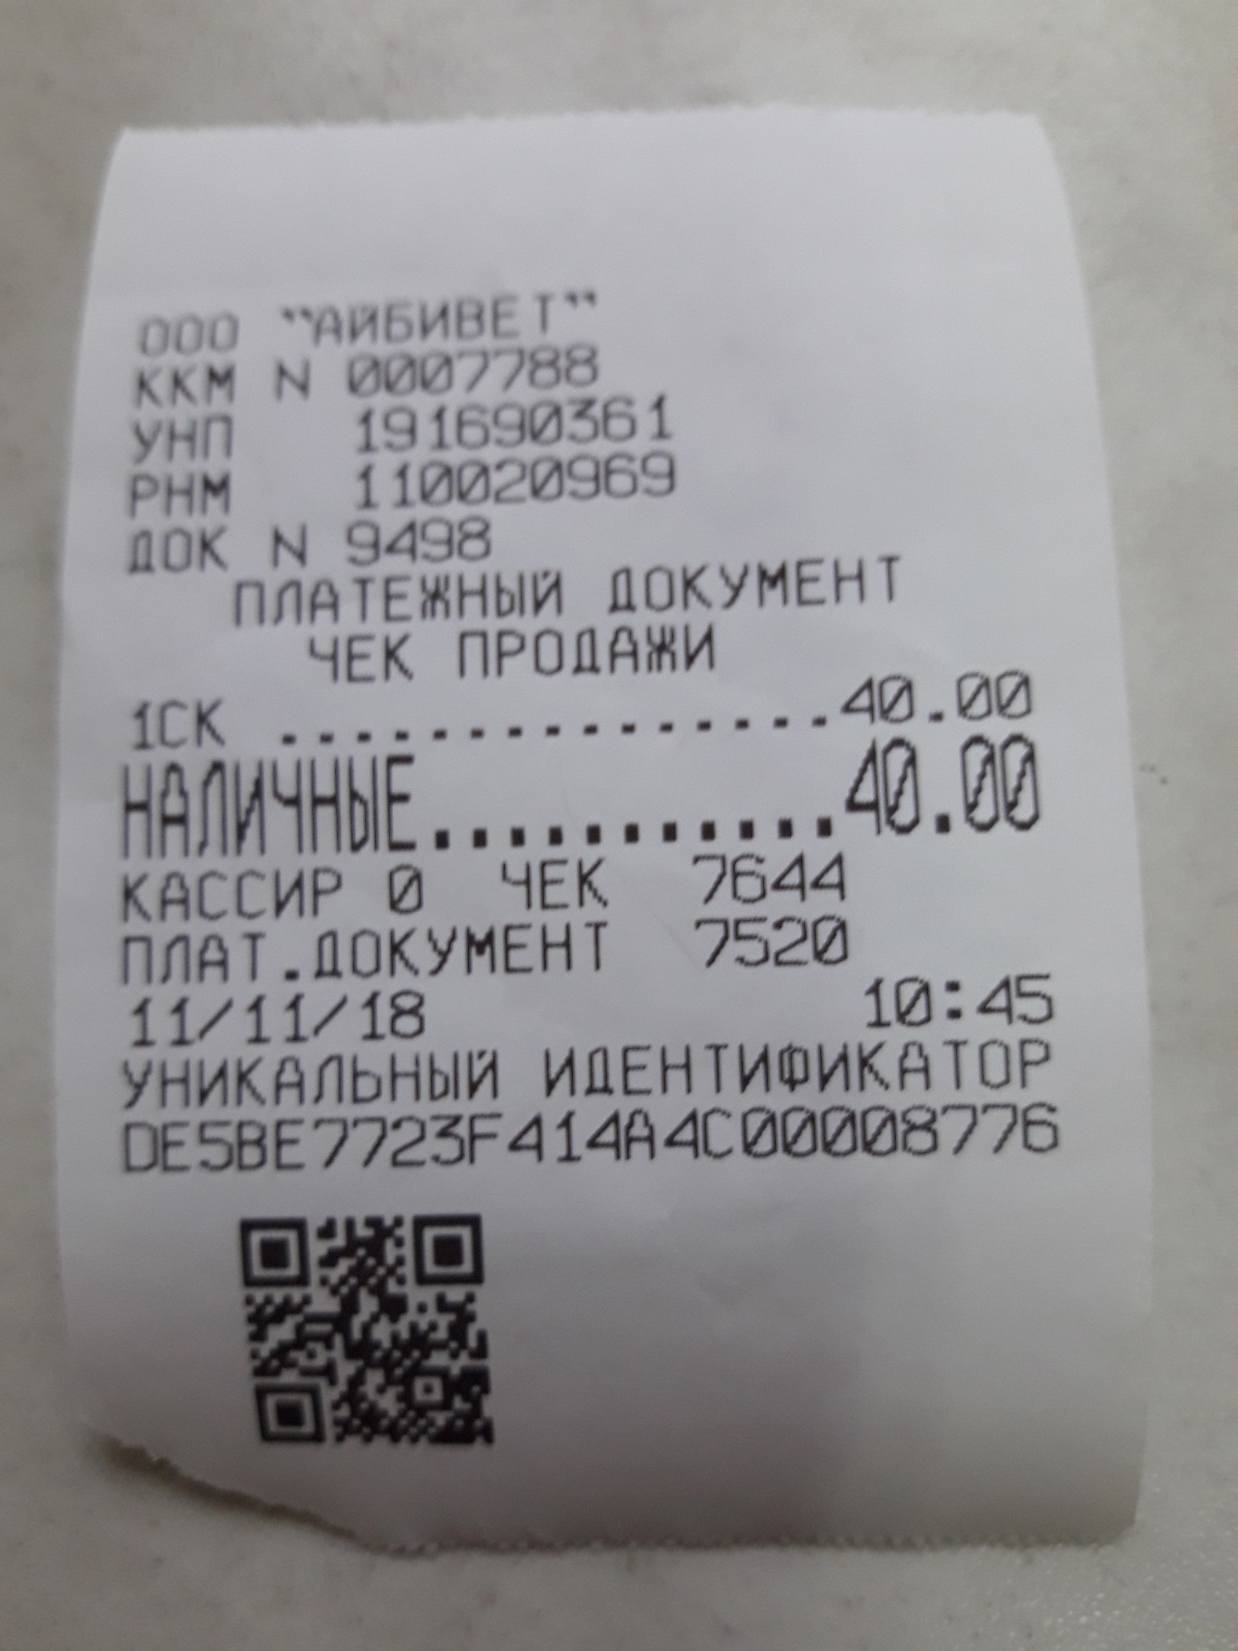 ООО "АЙБИВЕТ"
ККМ N 0007788
УНП 191690361
РНМ 110020969
ДОК N 9498
ПЛАТЕЖНЫЙ ДОКУМЕНТ
ЧЕК ПРОДАЖИ
1СК ...............40.00
НАЛИЧНЫЕ...........40.00
КАССИР 0 ЧЕК 7644
ПЛАТ.ДОКУМЕНТ 7520
11/11/18 10:45
УНИКАЛЬНЫЙ ИДЕНТИФИКАТОР
DE5BE7723F414A4C00008776